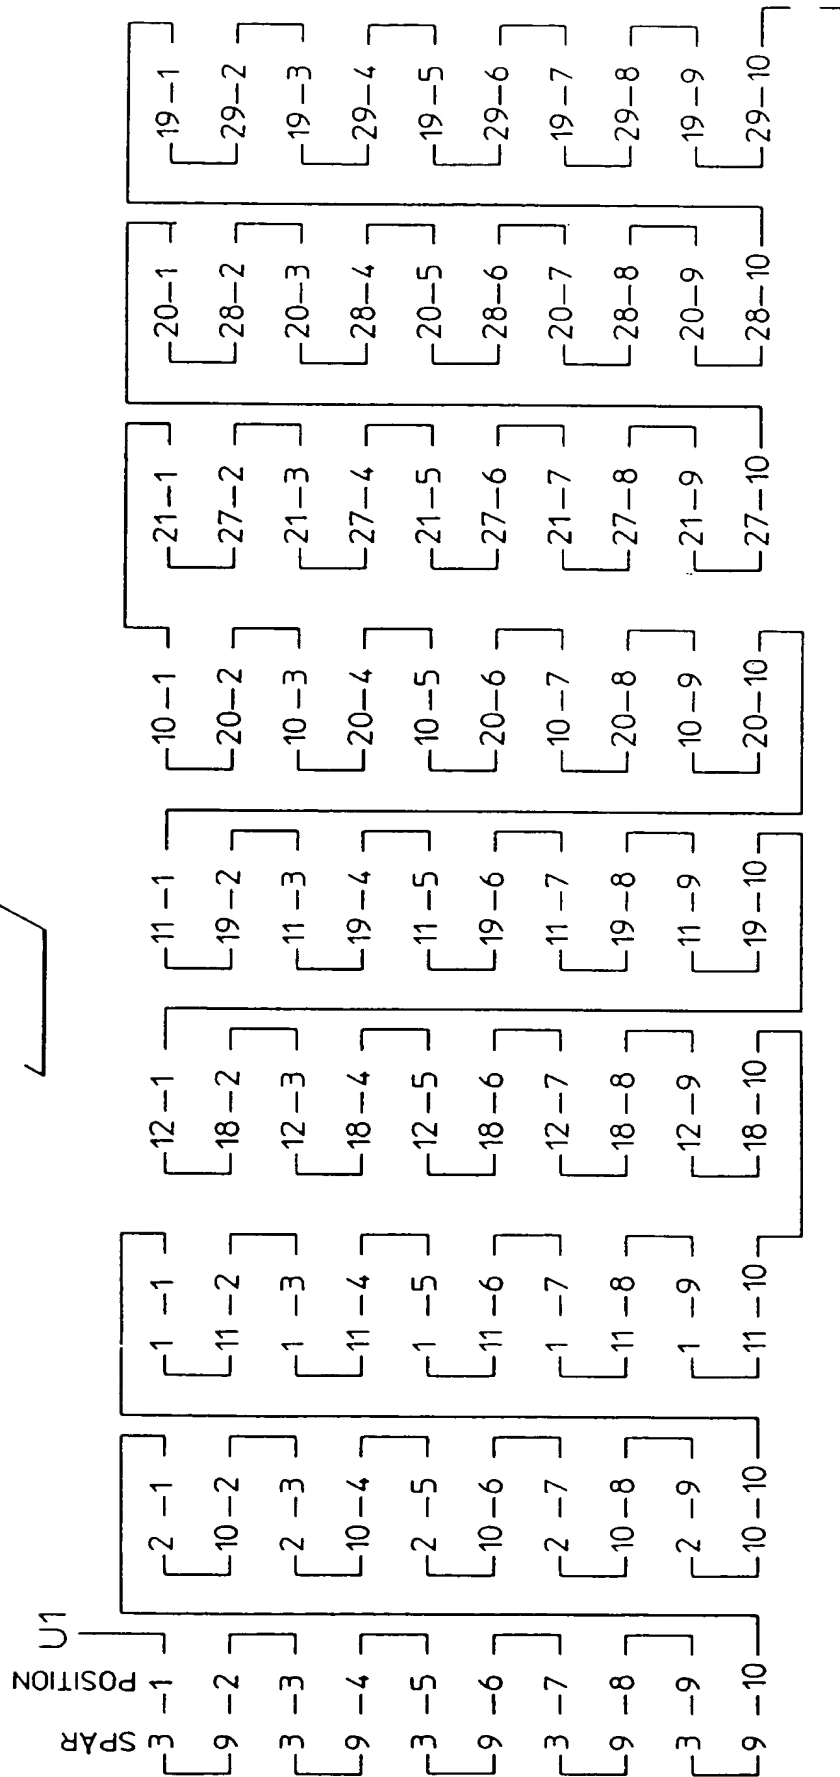 U1
SPAR POSITION
3 – 1 2 – 1 1 – 1 12 – 1 11 – 1 10 – 1 21 – 1 20 – 1 19 – 1
9 – 2 10 – 2 11 – 2 18 – 2 19 – 2 20 – 2 27 – 2 28 – 2 29 – 2
3 – 3 2 – 3 1 – 3 12 – 3 11 – 3 10 – 3 21 – 3 20 – 3 19 – 3
9 – 4 10 – 4 11 – 4 18 – 4 19 – 4 20 – 4 27 – 4 28 – 4 29 – 4
3 – 5 2 – 5 1 – 5 12 – 5 11 – 5 10 – 5 21 – 5 20 – 5 19 – 5
9 – 6 10 – 6 11 – 6 18 – 6 19 – 6 20 – 6 27 – 6 28 – 6 29 – 6
3 – 7 2 – 7 1 – 7 12 – 7 11 – 7 10 – 7 21 – 7 20 – 7 19 – 7
9 – 8 10 – 8 11 – 8 18 – 8 19 – 8 20 – 8 27 – 8 28 – 8 29 – 8
3 – 9 2 – 9 1 – 9 12 – 9 11 – 9 10 – 9 21 – 9 20 – 9 19 – 9
9 – 10 10 – 10 11 – 10 18 – 10 19 – 10 20 – 10 27 – 10 28 – 10 29 – 10